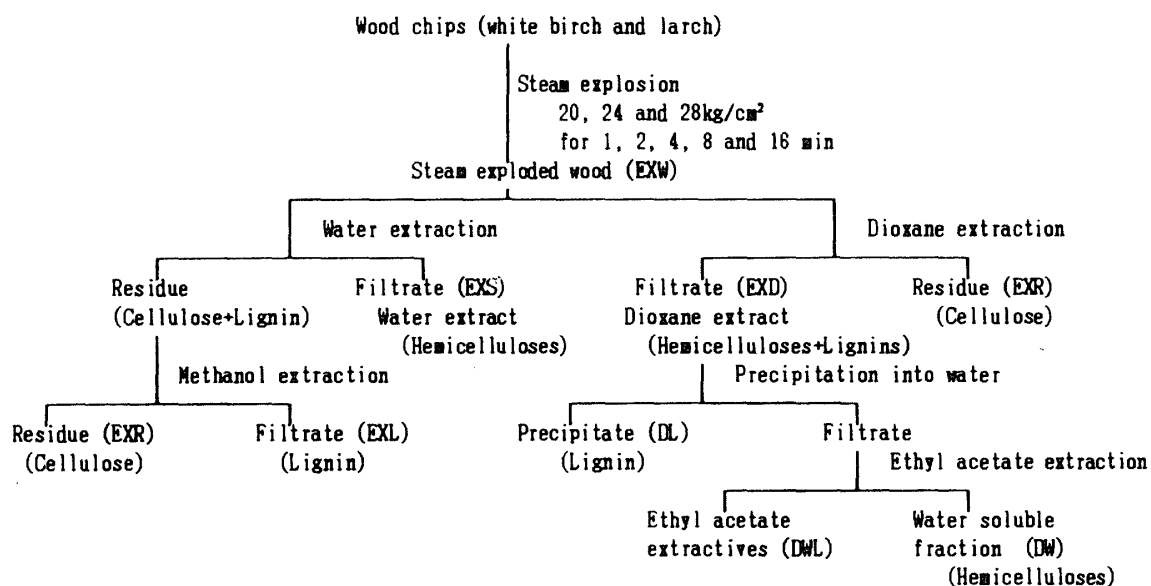 Wood chips (white birch and larch)
Steam explosion
20, 24 and 28kg/cm²
for 1, 2, 4, 8 and 16 min
Steam exploded wood (EXW)
Water extraction
Dioxane extraction
Residue
(Cellulose+Lignin)
Filtrate (EXS)
Water extract
(Hemicelluloses)
Filtrate (EXD)
Dioxane extract
(Hemicelluloses+Lignins)
Residue (EXR)
(Cellulose)
Methanol extraction
Precipitation into water
Residue (EXR)
(Cellulose)
Filtrate (EXL)
(Lignin)
Precipitate (DL)
(Lignin)
Filtrate
Ethyl acetate extraction
Ethyl acetate
extractives (DWL)
Water soluble
fraction (DW)
(Hemicelluloses)